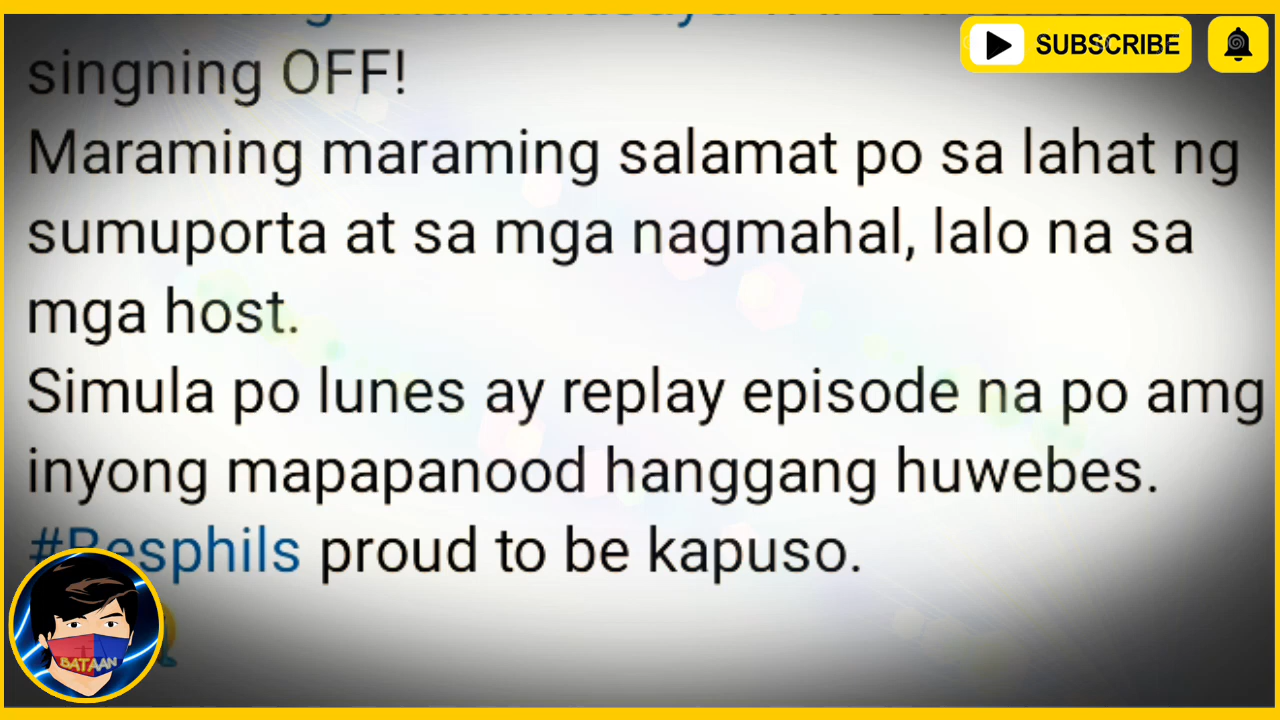 SUBSCRIBE
singning OFF!
Maraming maraming salamat po sa lahat ng
sumuporta at sa mga nagmahal, lalo na sa
mga host.
Simula po lunes ay replay episode na po amg
inyong mapapanood hanggang huwebes.
#Besphils proud to be kapuso.
BATAAN